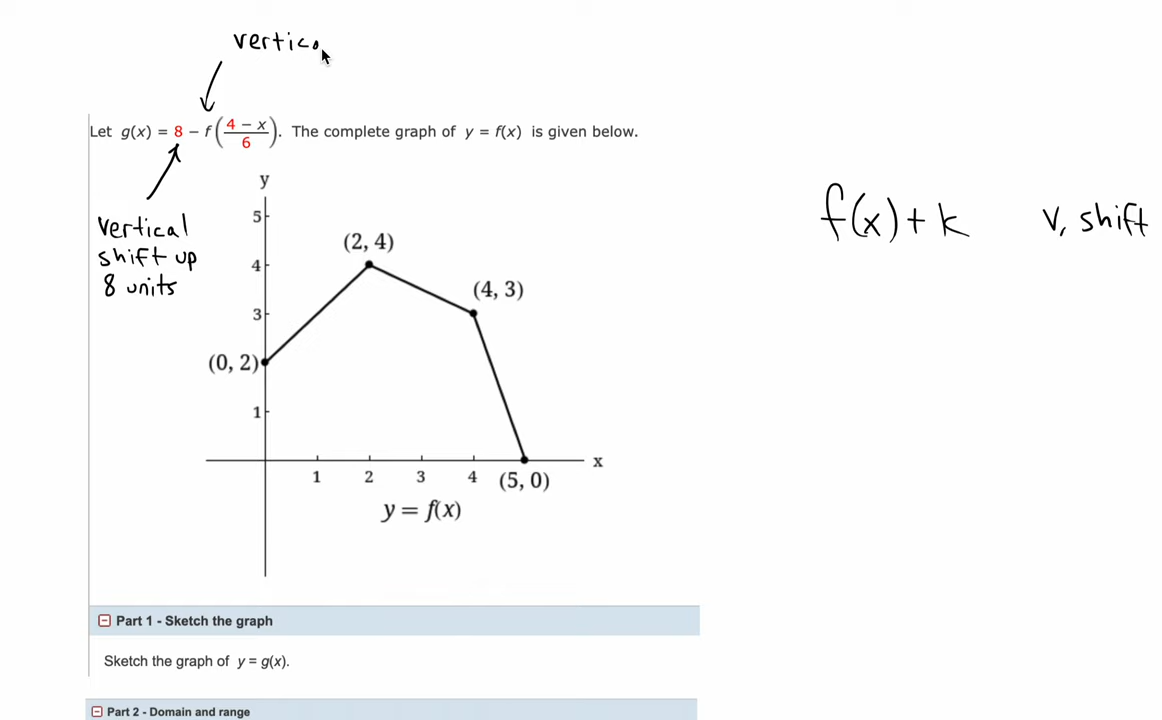 vertica
Let g(x) = 8 − f((4 − x)/6). The complete graph of y = f(x) is given below.
y
vertical
shift up
8 units
f(x) + k
v, shift
5
4
3
1
(2, 4)
(4, 3)
(0, 2)
x
1 2 3 4 (5, 0)
y = f(x)
Part 1 - Sketch the graph
Sketch the graph of y = g(x).
Part 2 - Domain and range